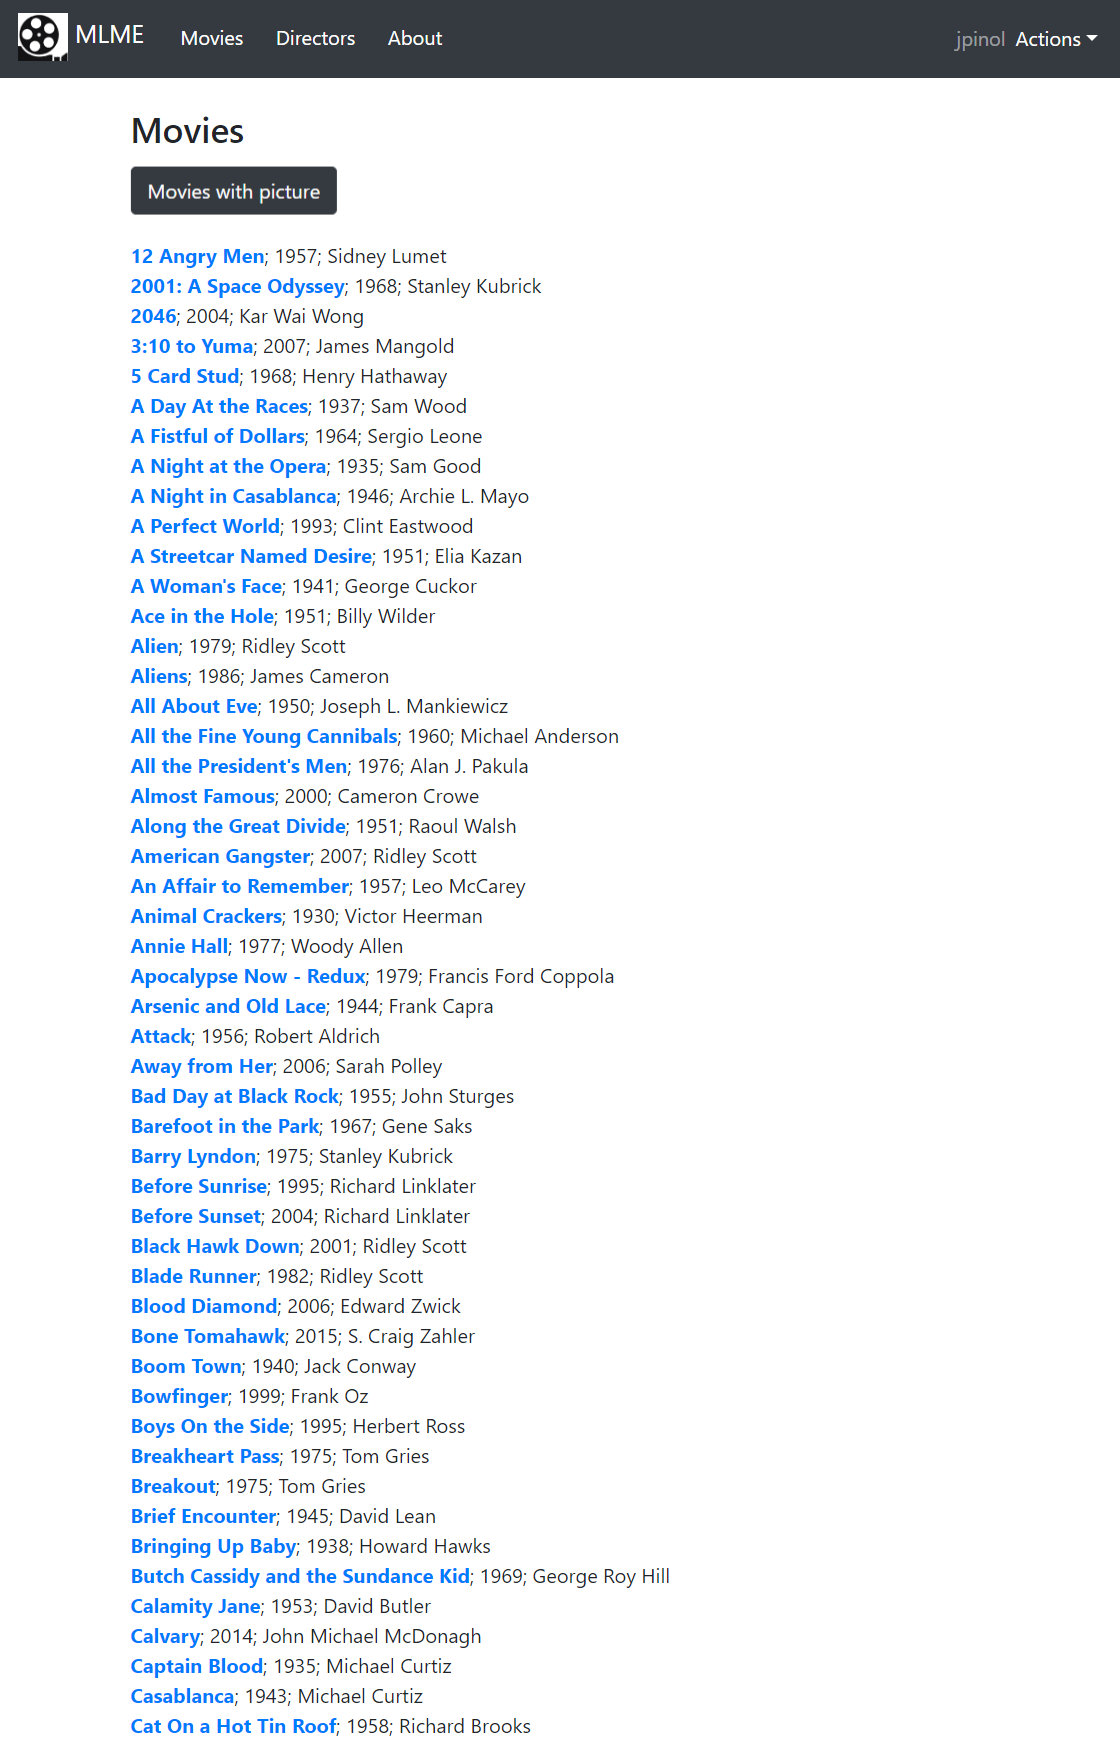 MLME Movies Directors About jpinol Actions
Movies
Movies with picture
12 Angry Men; 1957; Sidney Lumet
2001: A Space Odyssey; 1968; Stanley Kubrick
2046; 2004; Kar Wai Wong
3:10 to Yuma; 2007; James Mangold
5 Card Stud; 1968; Henry Hathaway
A Day At the Races; 1937; Sam Wood
A Fistful of Dollars; 1964; Sergio Leone
A Night at the Opera; 1935; Sam Good
A Night in Casablanca; 1946; Archie L. Mayo
A Perfect World; 1993; Clint Eastwood
A Streetcar Named Desire; 1951; Elia Kazan
A Woman's Face; 1941; George Cuckor
Ace in the Hole; 1951; Billy Wilder
Alien; 1979; Ridley Scott
Aliens; 1986; James Cameron
All About Eve; 1950; Joseph L. Mankiewicz
All the Fine Young Cannibals; 1960; Michael Anderson
All the President's Men; 1976; Alan J. Pakula
Almost Famous; 2000; Cameron Crowe
Along the Great Divide; 1951; Raoul Walsh
American Gangster; 2007; Ridley Scott
An Affair to Remember; 1957; Leo McCarey
Animal Crackers; 1930; Victor Heerman
Annie Hall; 1977; Woody Allen
Apocalypse Now - Redux; 1979; Francis Ford Coppola
Arsenic and Old Lace; 1944; Frank Capra
Attack; 1956; Robert Aldrich
Away from Her; 2006; Sarah Polley
Bad Day at Black Rock; 1955; John Sturges
Barefoot in the Park; 1967; Gene Saks
Barry Lyndon; 1975; Stanley Kubrick
Before Sunrise; 1995; Richard Linklater
Before Sunset; 2004; Richard Linklater
Black Hawk Down; 2001; Ridley Scott
Blade Runner; 1982; Ridley Scott
Blood Diamond; 2006; Edward Zwick
Bone Tomahawk; 2015; S. Craig Zahler
Boom Town; 1940; Jack Conway
Bowfinger; 1999; Frank Oz
Boys On the Side; 1995; Herbert Ross
Breakheart Pass; 1975; Tom Gries
Breakout; 1975; Tom Gries
Brief Encounter; 1945; David Lean
Bringing Up Baby; 1938; Howard Hawks
Butch Cassidy and the Sundance Kid; 1969; George Roy Hill
Calamity Jane; 1953; David Butler
Calvary; 2014; John Michael McDonagh
Captain Blood; 1935; Michael Curtiz
Casablanca; 1943; Michael Curtiz
Cat On a Hot Tin Roof; 1958; Richard Brooks